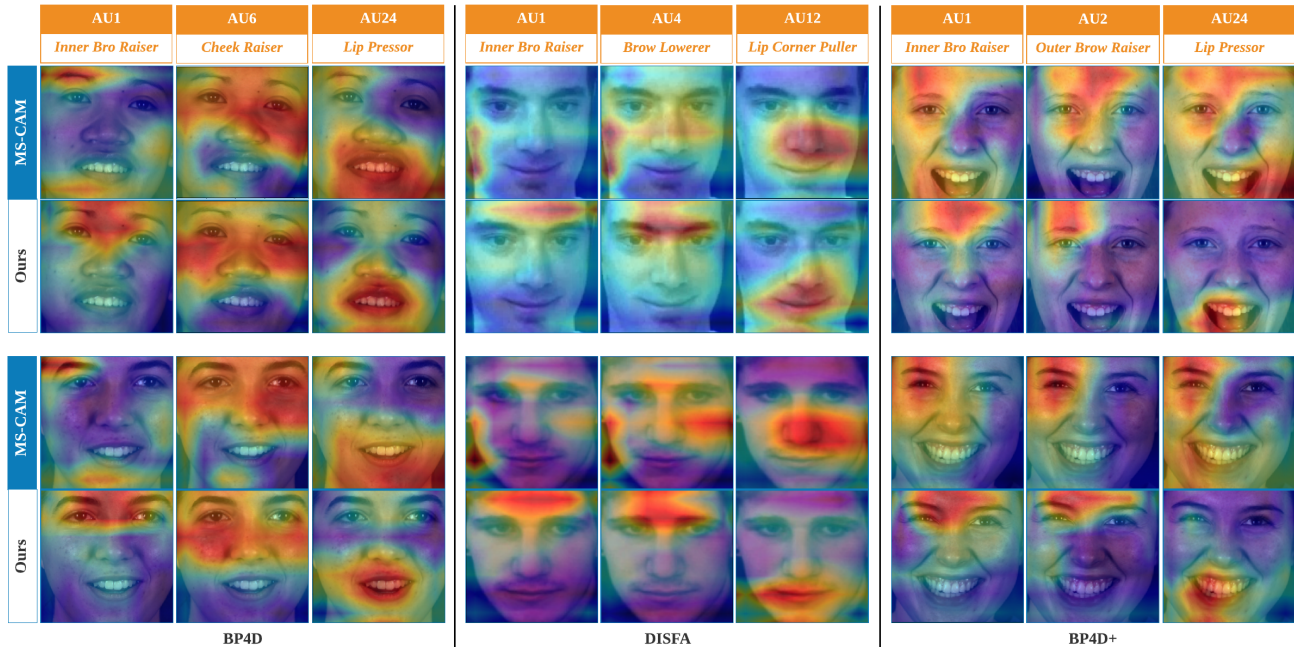 AU1 AU6 AU24 AU1 AU4 AU12 AU1 AU2 AU24
Inner Bro Raiser Cheek Raiser Lip Pressor Inner Bro Raiser Brow Lowerer Lip Corner Puller Inner Bro Raiser Outer Brow Raiser Lip Pressor
MS-CAM
Ours
MS-CAM
Ours
BP4D DISFA BP4D+